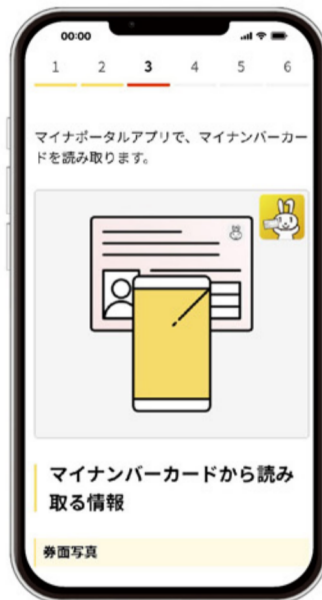 00:00
1 2 3 4 5 6
マイナポータルアプリで、マイナンバーカー
ドを読み取ります。
マイナンバーカードから読み
取る情報
券面写真